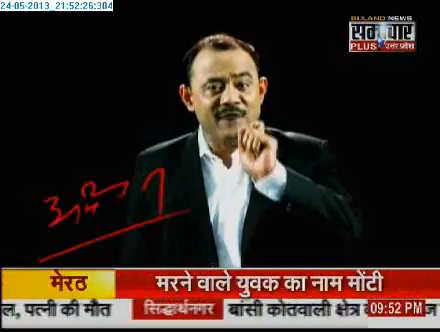 24-05-2013 21:52:26:304
BULAND NEWS
समाचार
PLUS उत्तर प्रदेश
मेरठ मरने वाले युवक का नाम मोंटी
ल, पत्नी की मौत सिद्धार्थनगर बांसी कोतवाली क्षेत्र
09:52 PM